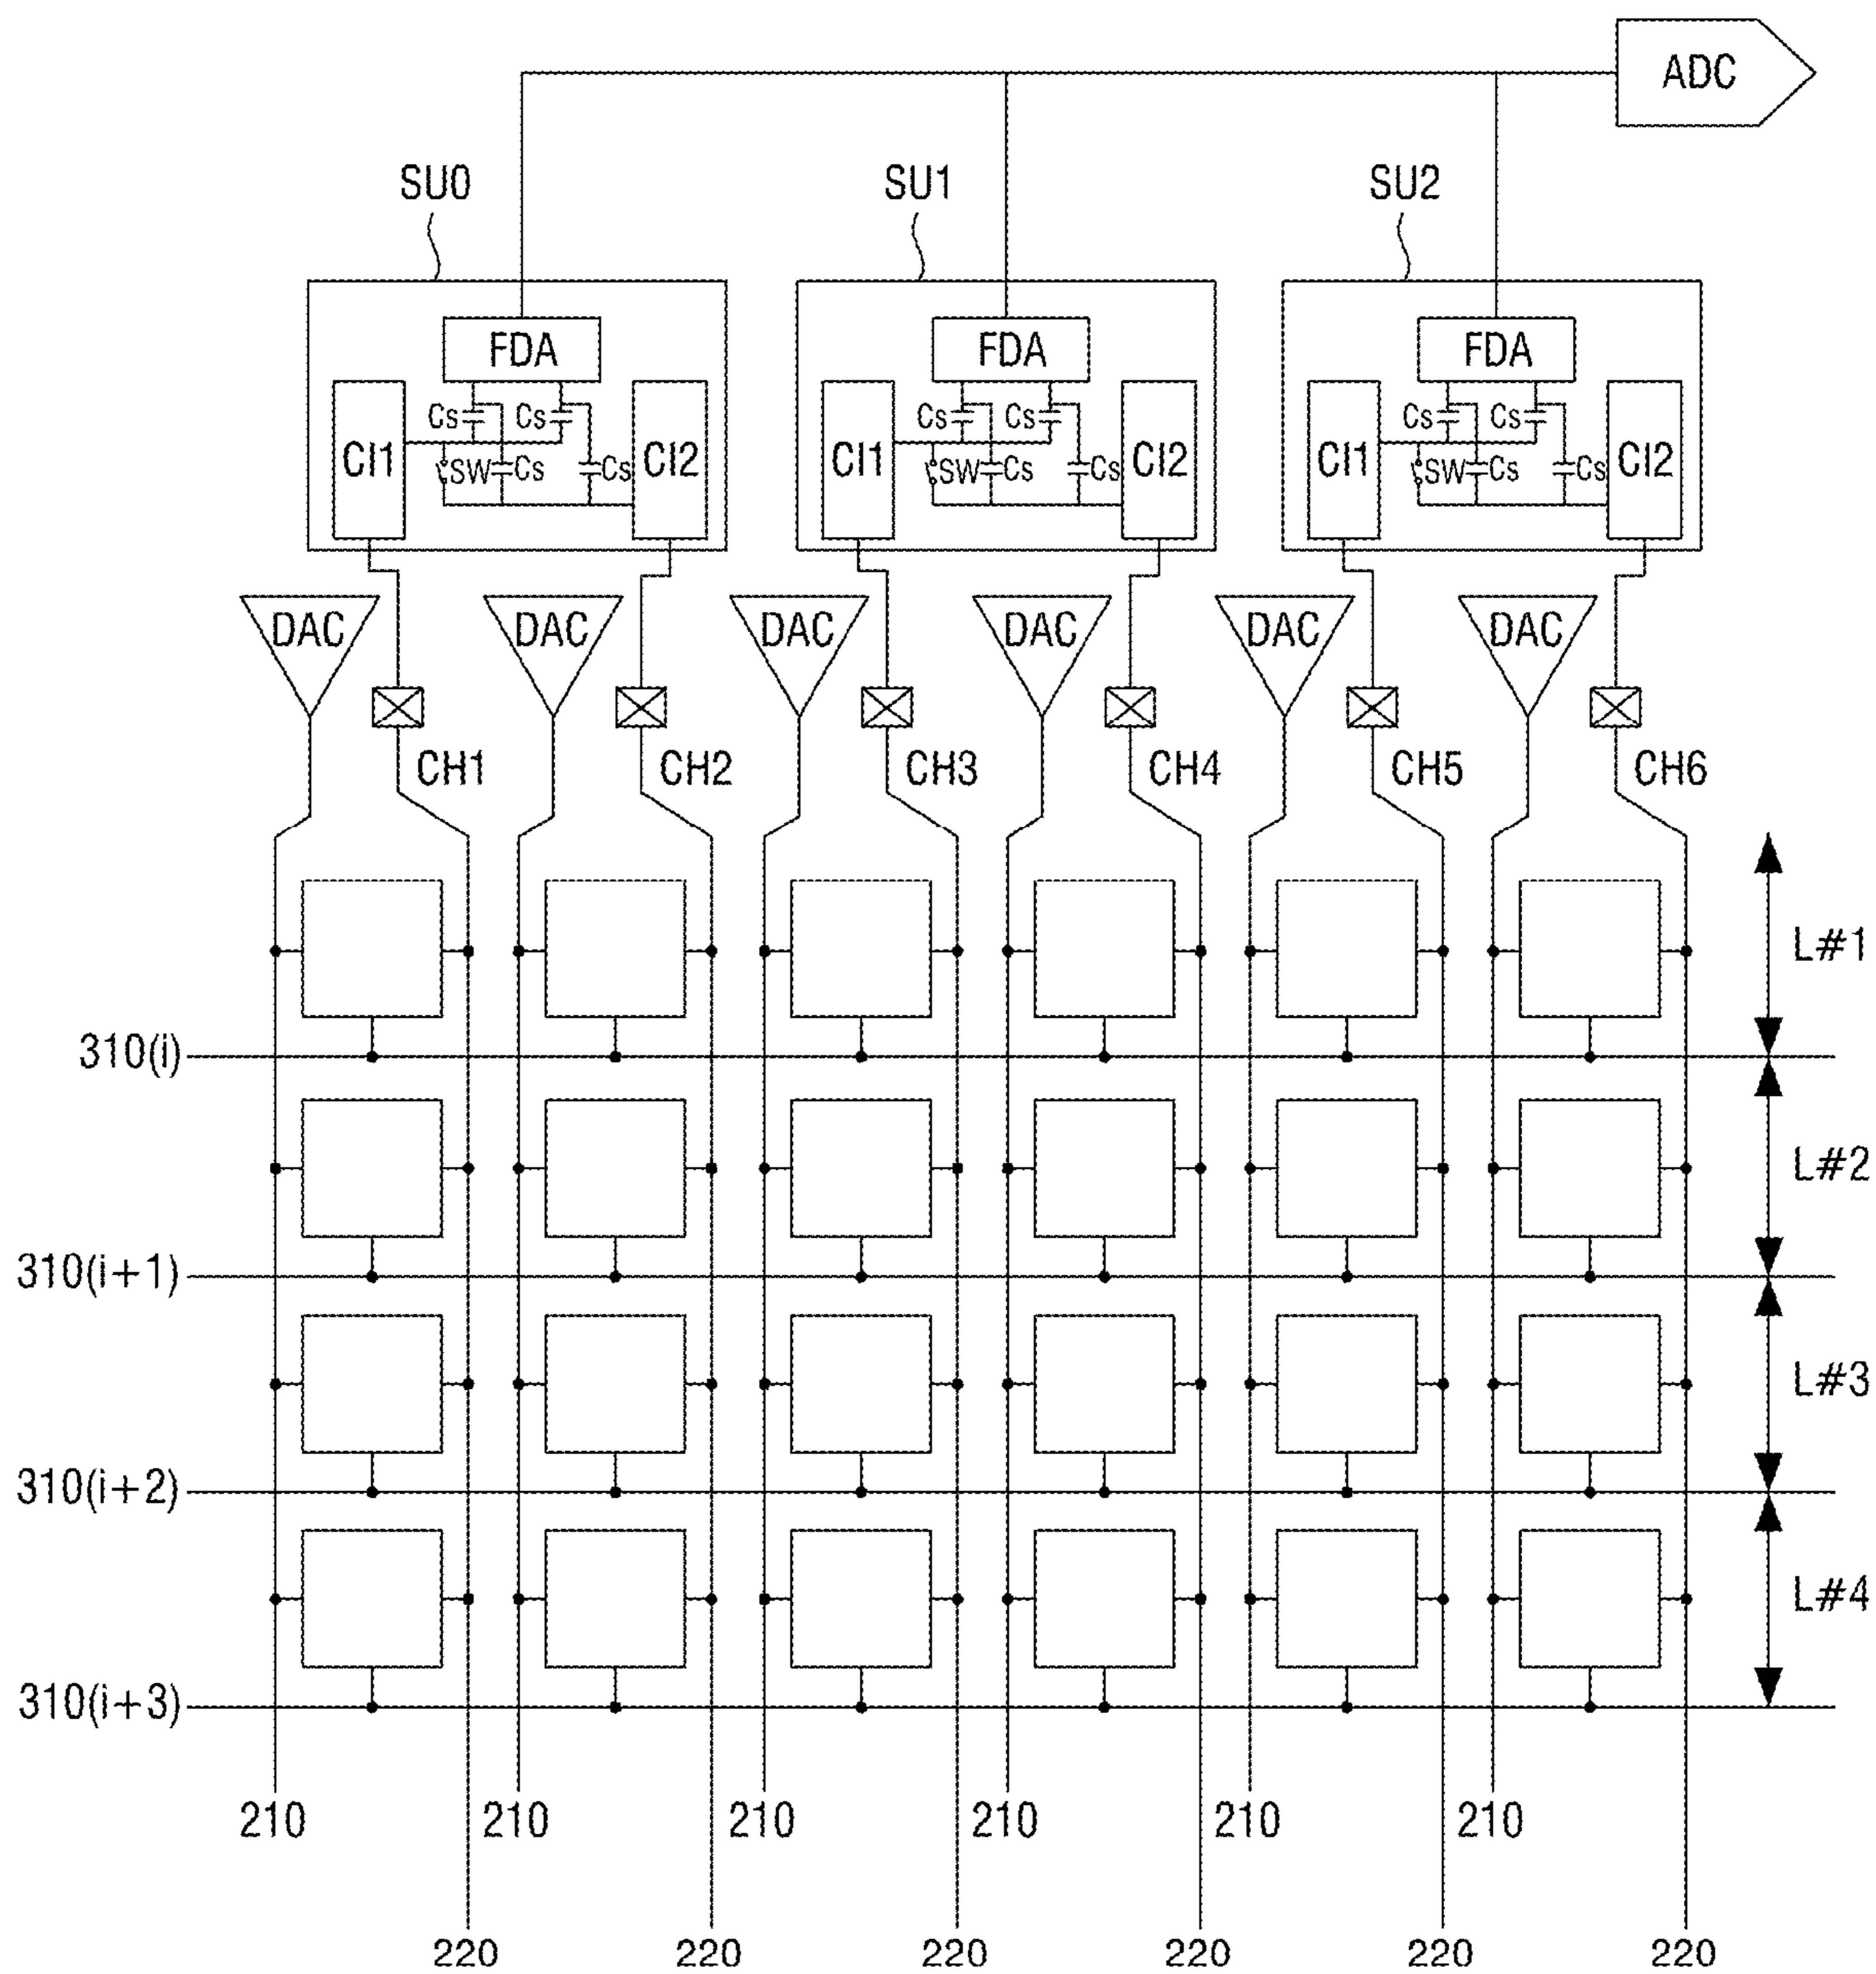 ADC
SU0 SU1 SU2
FDA FDA FDA
Cs Cs Cs Cs Cs Cs
CI1 SW Cs Cs CI2 CI1 SW Cs Cs CI2 CI1 SW Cs Cs CI2
DAC DAC DAC DAC DAC DAC
CH1 CH2 CH3 CH4 CH5 CH6
L#1
310(i)
L#2
310(i+1)
L#3
310(i+2)
L#4
310(i+3)
210 210 210 210 210 210
220 220 220 220 220 220